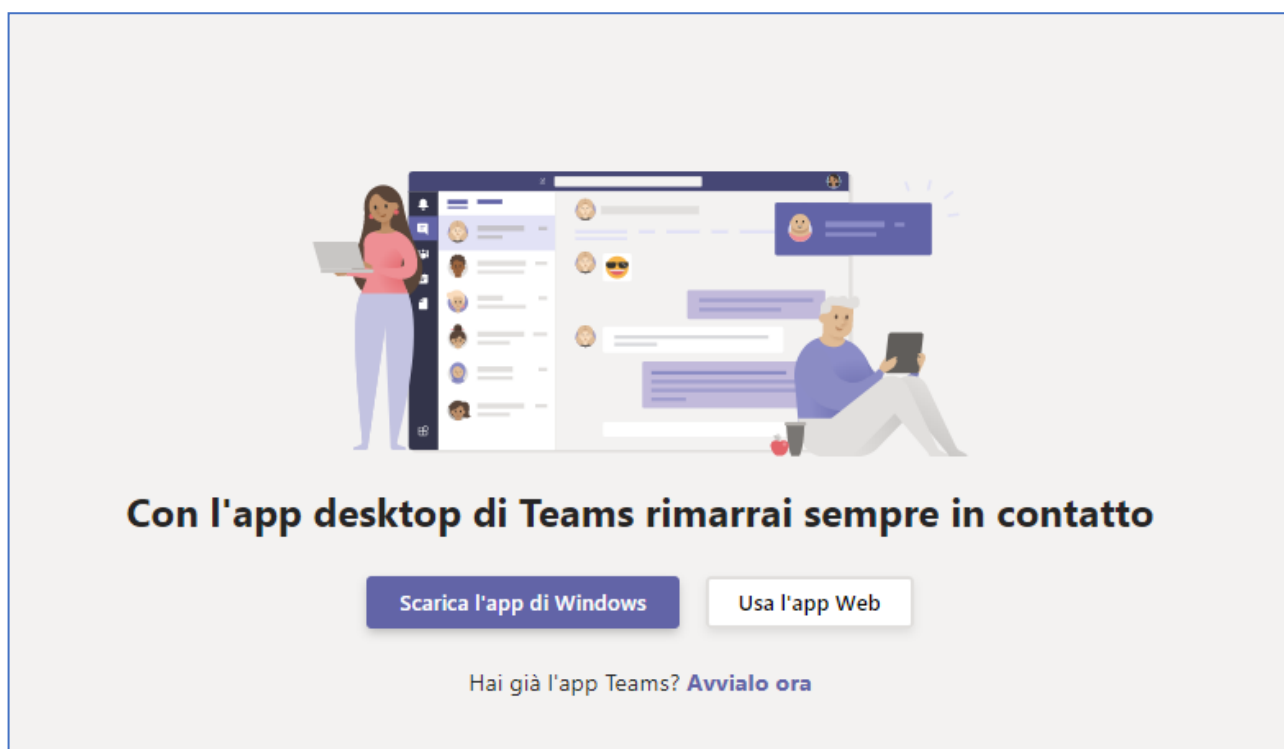 Con l'app desktop di Teams rimarrai sempre in contatto
Scarica l'app di Windows
Usa l'app Web
Hai già l'app Teams? Avvialo ora